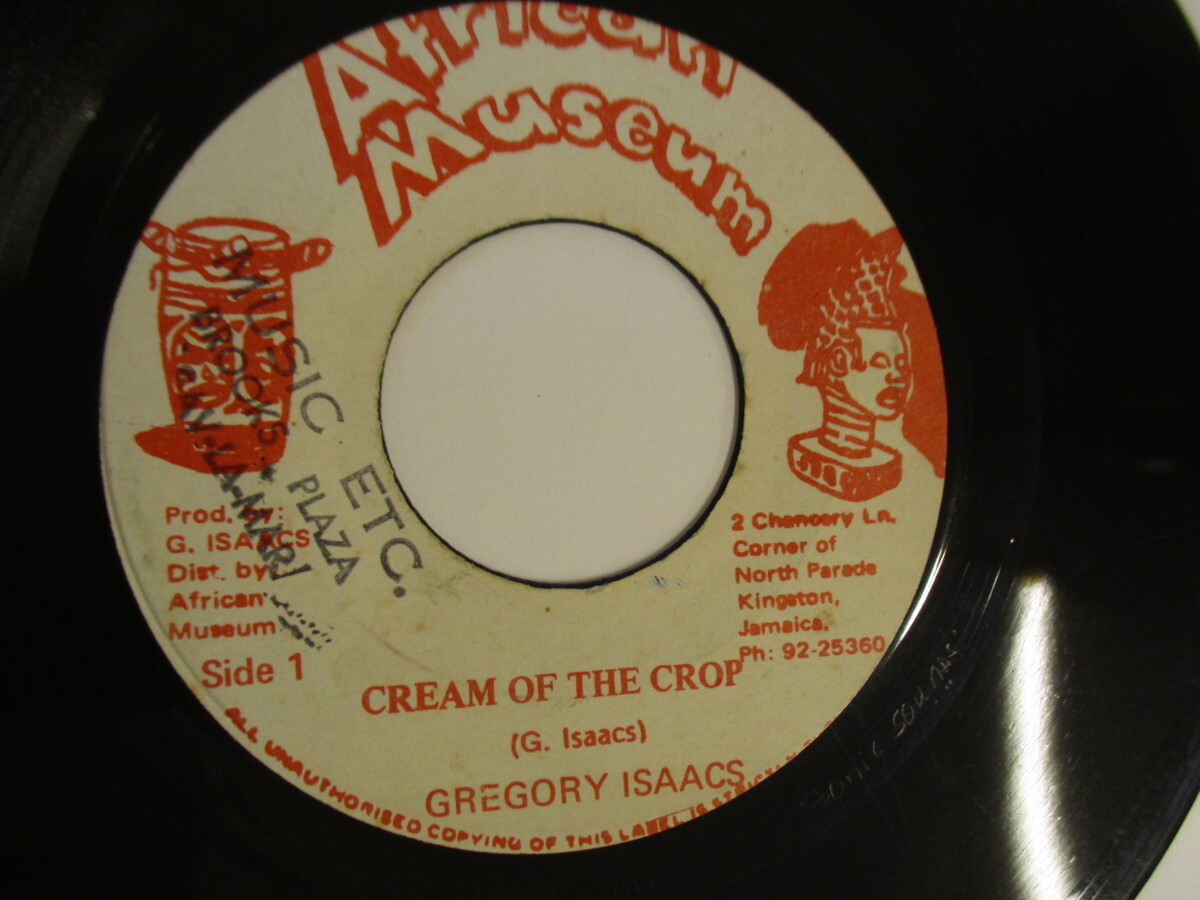 African
Museum
MUSIC ETC.
BROOKS PLAZA
Prod. by:
G. ISAACS
Dist. by
African
Museum
Side 1
2 Chancery Ln.
Corner of
North Parade
Kingston,
Jamaica.
Ph: 92-25360
CREAM OF THE CROP
(G. Isaacs)
GREGORY ISAACS
ALL UNAUTHORISED COPYING OF THIS LABEL IS STRICTLY